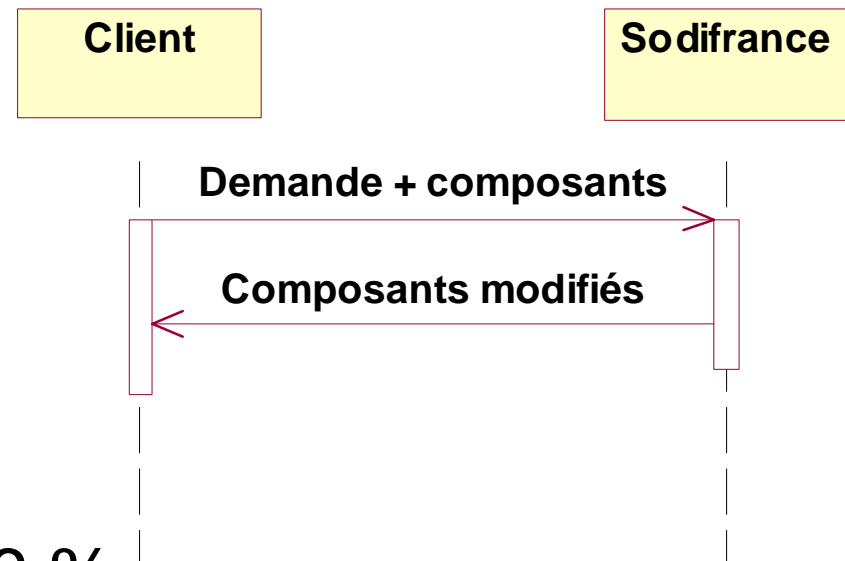 Client
Sodifrance
Demande + composants
Composants modifiés
%